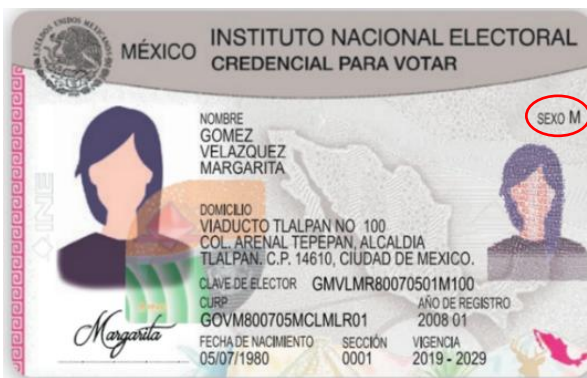 MÉXICO
INSTITUTO NACIONAL ELECTORAL
CREDENCIAL PARA VOTAR
NOMBRE
GOMEZ
VELAZQUEZ
MARGARITA
SEXO M
DOMICILIO
VIADUCTO TLALPAN NO 100
COL. ARENAL TEPEPAN, ALCALDIA
TLALPAN. C.P. 14610, CIUDAD DE MEXICO.
CLAVE DE ELECTOR GMVLMR80070501M100
CURP
GOVM800705MCLMLR01
AÑO DE REGISTRO
2008 01
FECHA DE NACIMIENTO
05/07/1980
SECCIÓN
0001
VIGENCIA
2019 - 2029
INE
Margarita